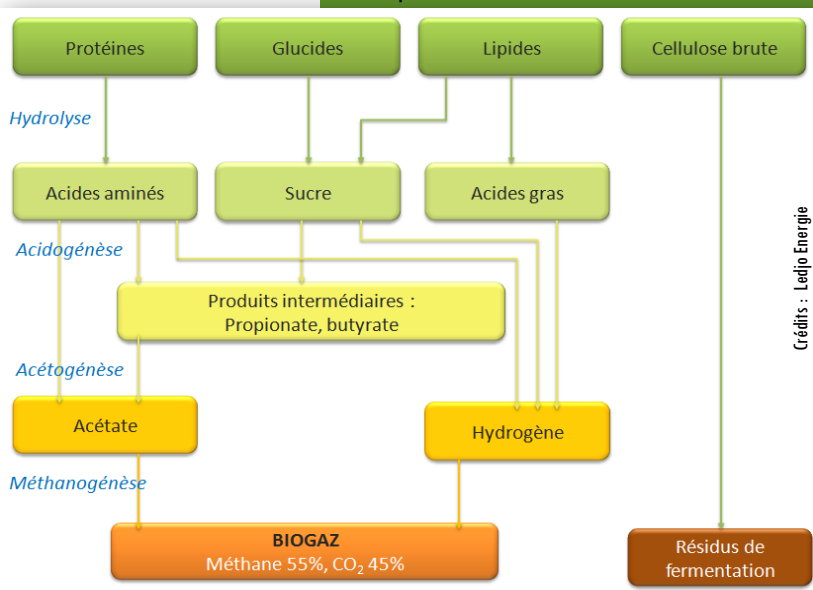 Protéines
Glucides
Lipides
Cellulose brute
Hydrolyse
Acides aminés
Sucre
Acides gras
Acidogénèse
Produits intermédiaires :
Propionate, butyrate
Acétogénèse
Acétate
Hydrogène
Méthanogénèse
BIOGAZ
Méthane 55%, CO₂ 45%
Résidus de
fermentation
Crédits : Ledjo Energie